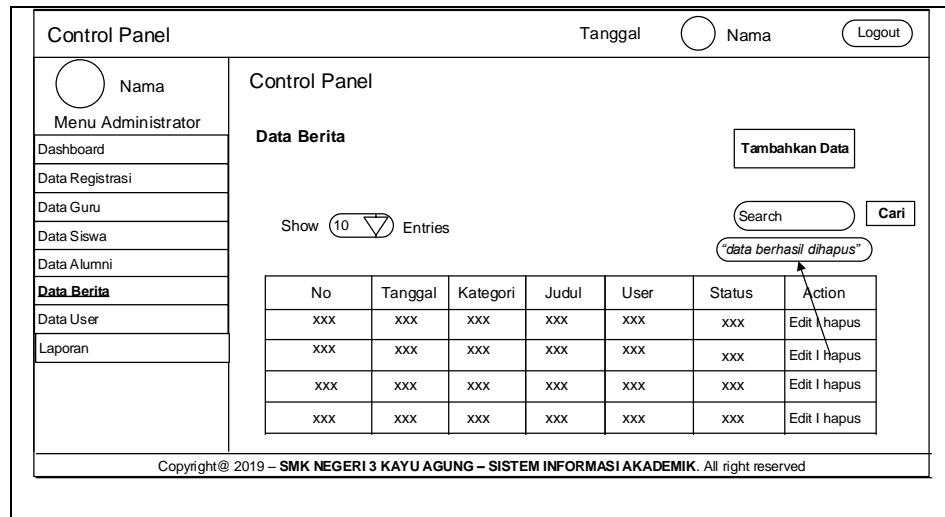 Control Panel Tanggal Nama Logout
Nama
Menu Administrator
Dashboard
Data Registrasi
Data Guru
Data Siswa
Data Alumni
Data Berita
Data User
Laporan
Control Panel
Data Berita
Tambahkan Data
Show 10 Entries
Search Cari
“data berhasil dihapus”
No Tanggal Kategori Judul User Status Action
xxx xxx xxx xxx xxx xxx Edit I hapus
xxx xxx xxx xxx xxx xxx Edit I hapus
xxx xxx xxx xxx xxx xxx Edit I hapus
xxx xxx xxx xxx xxx xxx Edit I hapus
Copyright@ 2019 – SMK NEGERI 3 KAYU AGUNG – SISTEM INFORMASI AKADEMIK. All right reserved